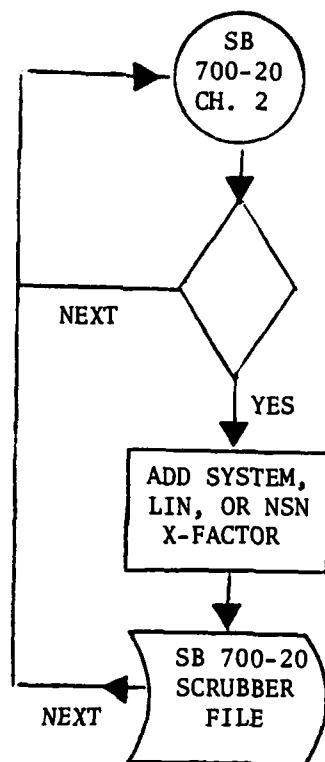 SB
700-20
CH. 2
NEXT
YES
ADD SYSTEM,
LIN, OR NSN
X-FACTOR
SB 700-20
SCRUBBER
FILE
NEXT